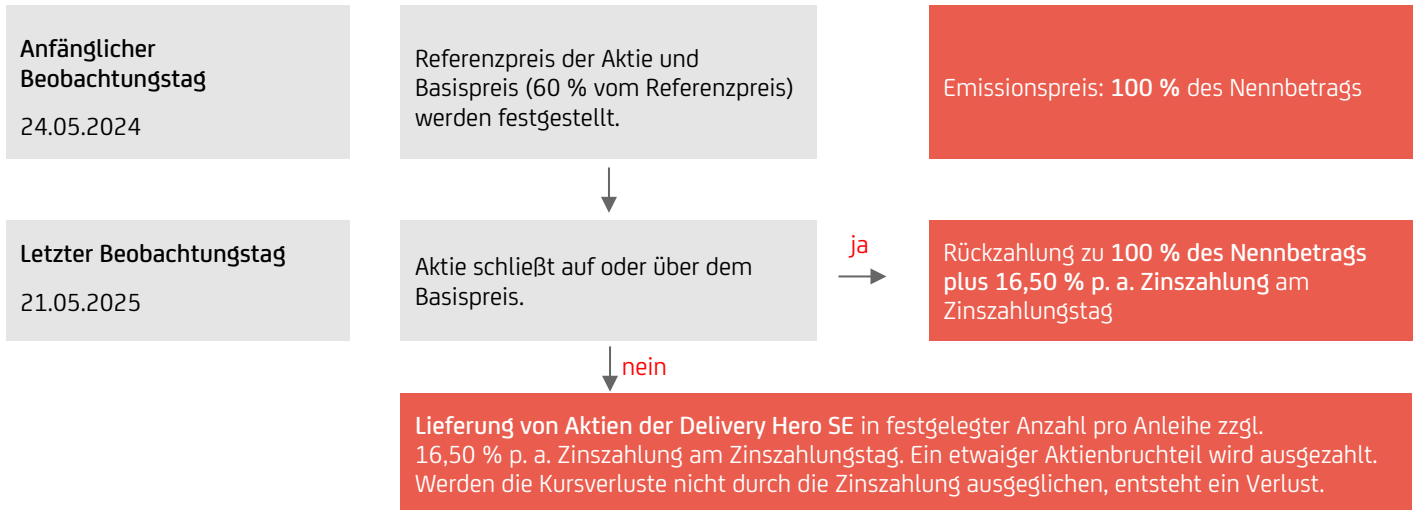 Anfänglicher
Beobachtungstag
24.05.2024
Referenzpreis der Aktie und
Basispreis (60 % vom Referenzpreis)
werden festgestellt.
Emissionspreis: 100 % des Nennbetrags
Letzter Beobachtungstag
21.05.2025
Aktie schließt auf oder über dem
Basispreis.
ja
Rückzahlung zu 100 % des Nennbetrags
plus 16,50 % p. a. Zinszahlung am
Zinszahlungstag
nein
Lieferung von Aktien der Delivery Hero SE in festgelegter Anzahl pro Anleihe zzgl.
16,50 % p. a. Zinszahlung am Zinszahlungstag. Ein etwaiger Aktienbruchteil wird ausgezahlt.
Werden die Kursverluste nicht durch die Zinszahlung ausgeglichen, entsteht ein Verlust.